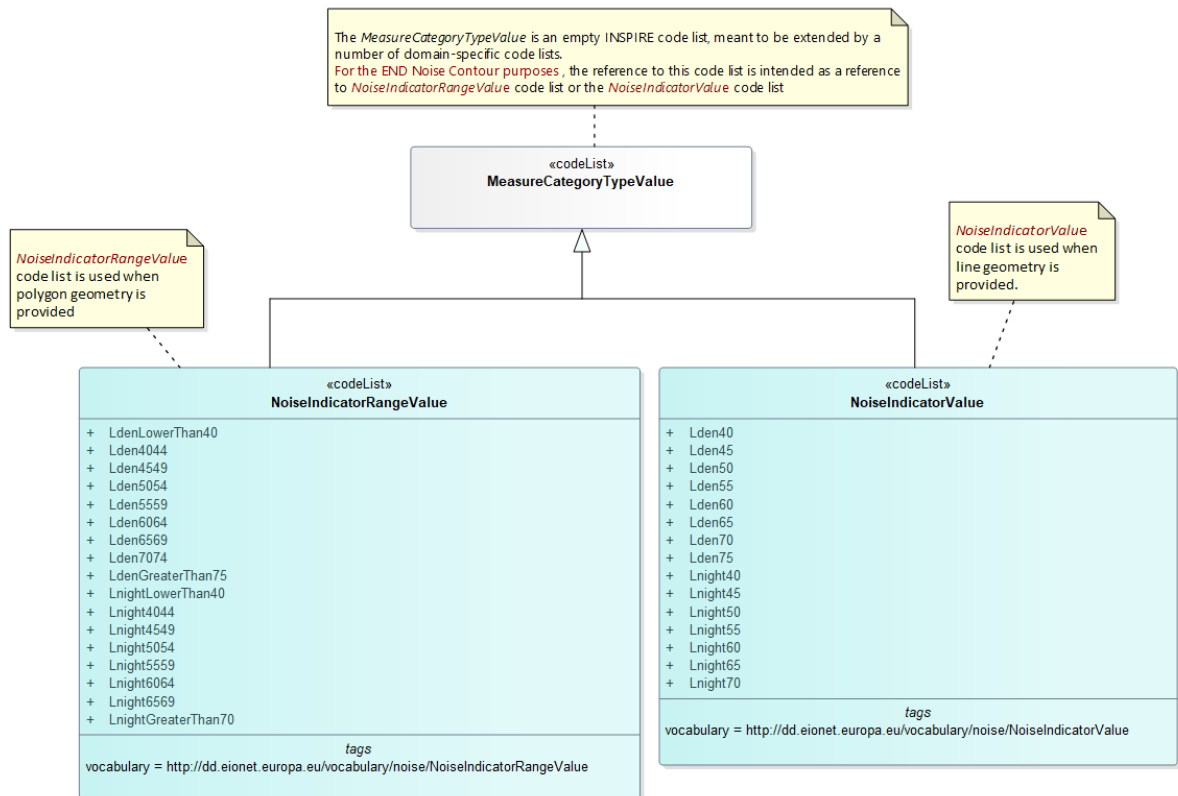 The MeasureCategoryTypeValue is an empty INSPIRE code list, meant to be extended by a
number of domain-specific code lists.
For the END Noise Contour purposes , the reference to this code list is intended as a reference
to NoiseIndicatorRangeValue code list or the NoiseIndicatorValue code list
«codeList»
MeasureCategoryTypeValue
NoiseIndicatorRangeValue
code list is used when
polygon geometry is
provided
NoiseIndicatorValue
code list is used when
line geometry is
provided.
«codeList»
NoiseIndicatorRangeValue
+ LdenLowerThan40
+ Lden4044
+ Lden4549
+ Lden5054
+ Lden5559
+ Lden6064
+ Lden6569
+ Lden7074
+ LdenGreaterThan75
+ LnightLowerThan40
+ Lnight4044
+ Lnight4549
+ Lnight5054
+ Lnight5559
+ Lnight6064
+ Lnight6569
+ LnightGreaterThan70
tags
vocabulary = http://dd.eionet.europa.eu/vocabulary/noise/NoiseIndicatorRangeValue
«codeList»
NoiseIndicatorValue
+ Lden40
+ Lden45
+ Lden50
+ Lden55
+ Lden60
+ Lden65
+ Lden70
+ Lden75
+ Lnight40
+ Lnight45
+ Lnight50
+ Lnight55
+ Lnight60
+ Lnight65
+ Lnight70
tags
vocabulary = http://dd.eionet.europa.eu/vocabulary/noise/NoiseIndicatorValue